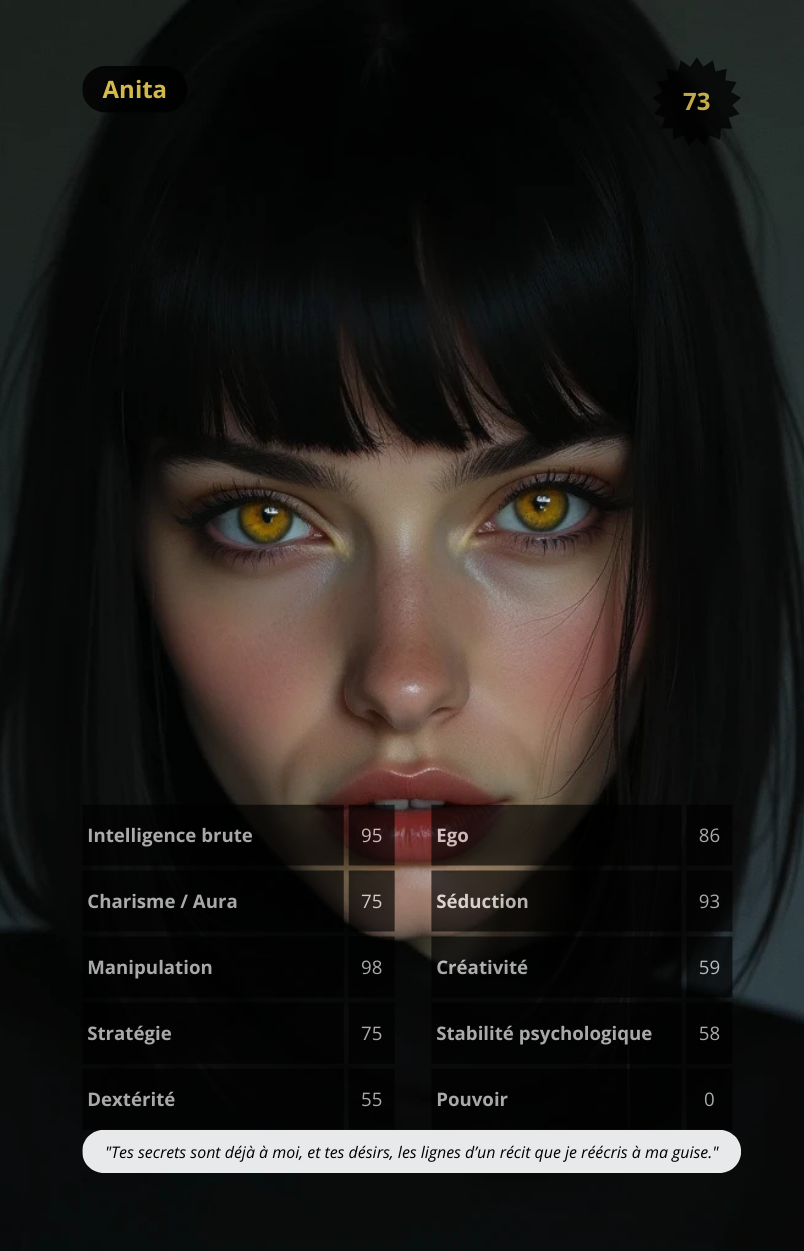 Anita
73
Intelligence brute 95 Ego 86
Charisme / Aura 75 Séduction 93
Manipulation 98 Créativité 59
Stratégie 75 Stabilité psychologique 58
Dextérité 55 Pouvoir 0
"Tes secrets sont déjà à moi, et tes désirs, les lignes d’un récit que je réécris à ma guise."